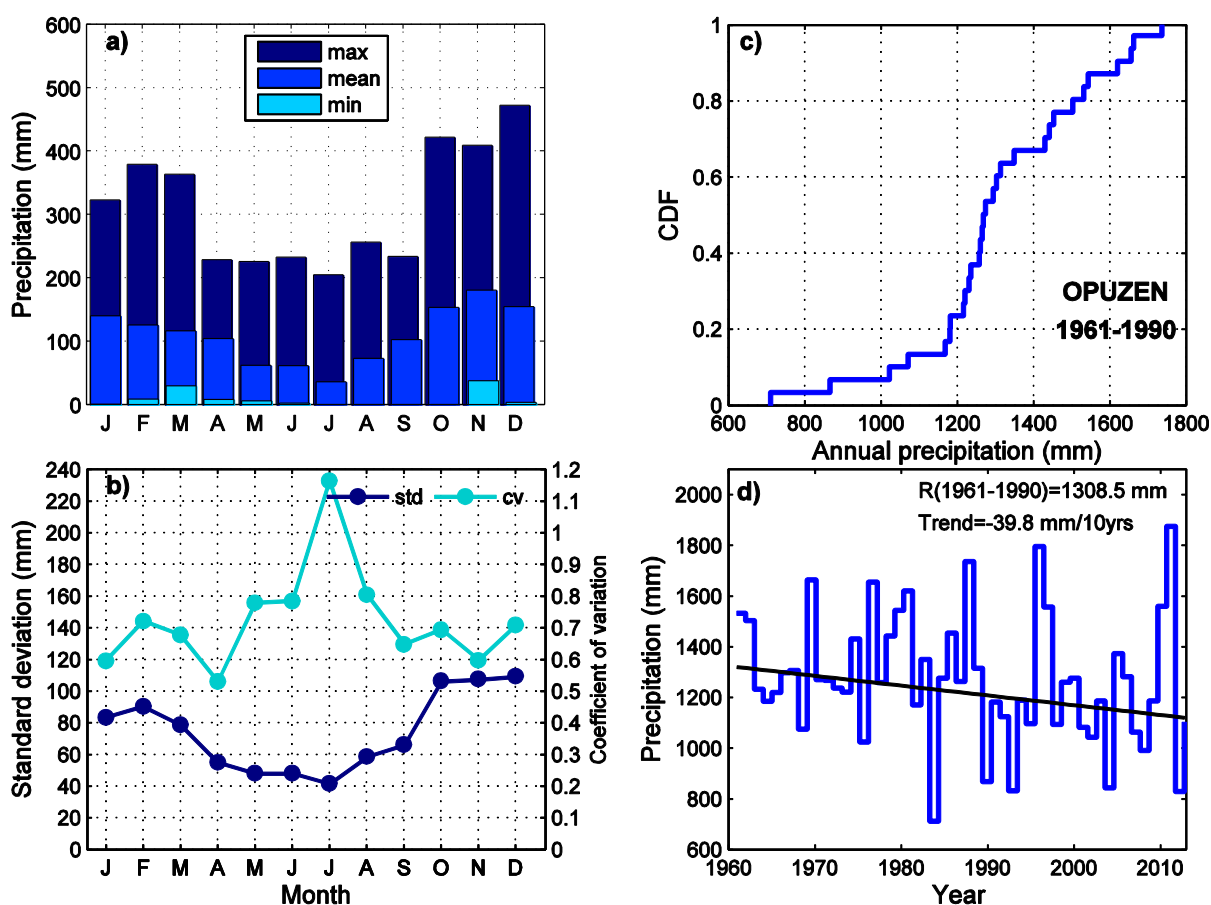 a)
max
mean
min
600
500
400
300
200
100
0
Precipitation (mm)
J F M A M J J A S O N D
c)
1
0.8
0.6
0.4
0.2
0
CDF
OPUZEN
1961-1990
600 800 1000 1200 1400 1600 1800
Annual precipitation (mm)
b)
std cv
240
220
200
180
160
140
120
100
80
60
40
20
0
Standard deviation (mm)
1.2
1.1
1
0.9
0.8
0.7
0.6
0.5
0.4
0.3
0.2
0.1
0
Coefficient of variation
J F M A M J J A S O N D
Month
d)
R(1961-1990)=1308.5 mm
Trend=-39.8 mm/10yrs
2000
1800
1600
1400
1200
1000
800
600
Precipitation (mm)
1960 1970 1980 1990 2000 2010
Year